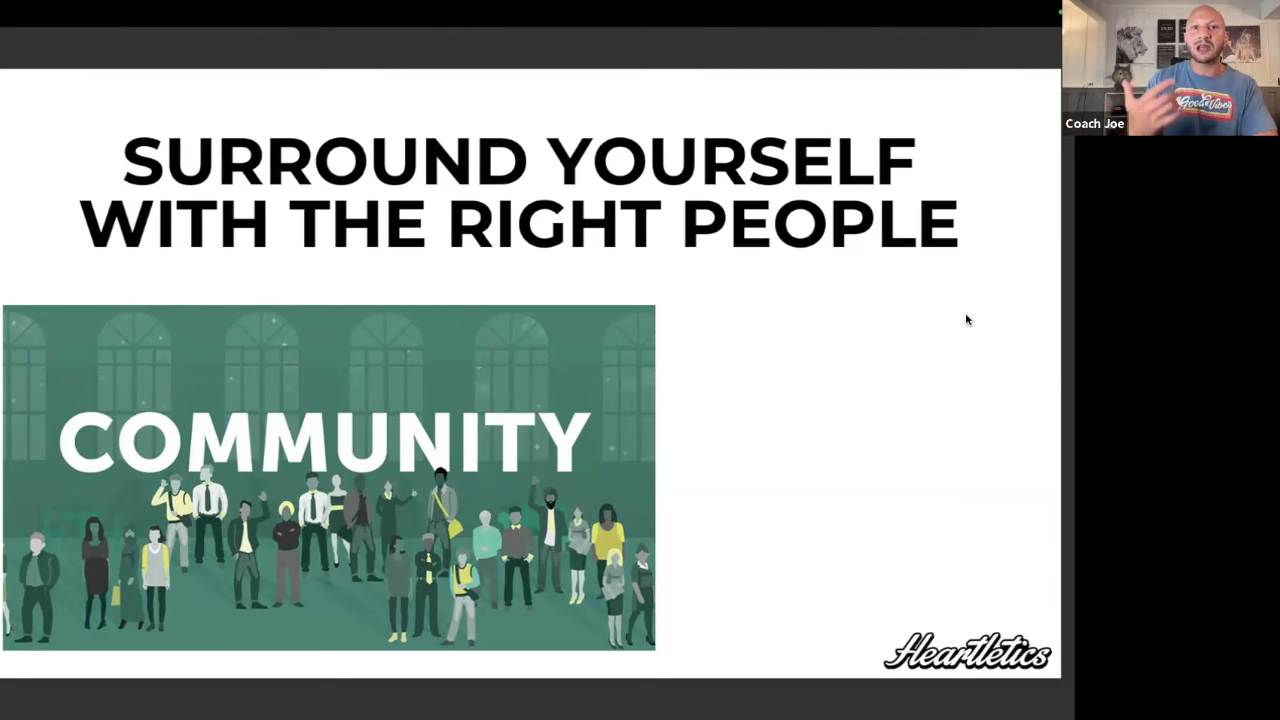 SURROUND YOURSELF
WITH THE RIGHT PEOPLE
COMMUNITY
Heartletics
Good Vibes
Coach Joe